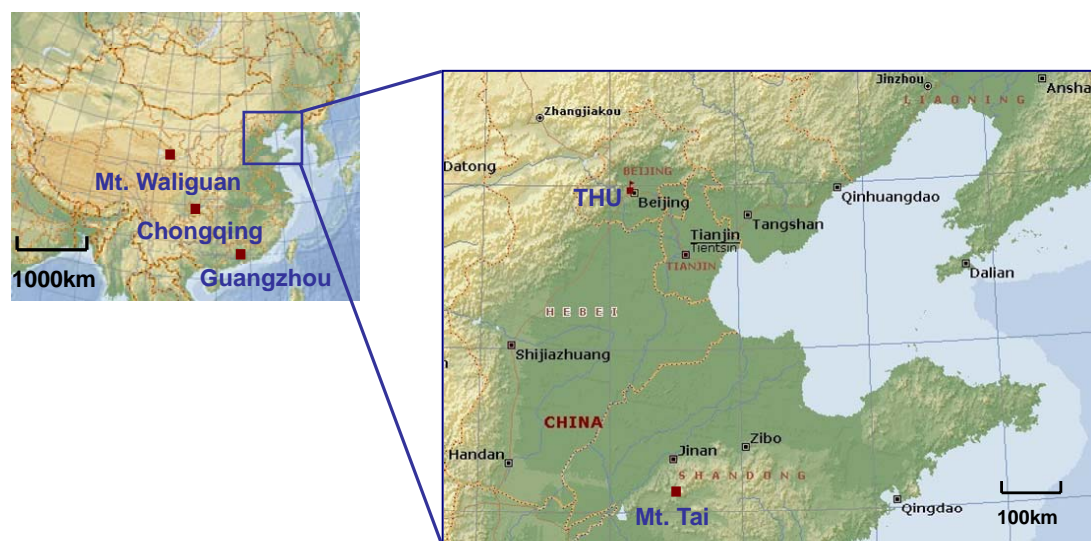 Mt. Waliguan
Chongqing
1000km
Guangzhou
Jinzhou
Ansha
LIAONING
Zhangjiakou
Datong
BEIJING
THU
Beijing
Qinhuangdao
Tangshan
Tianjin
Tientsin
TIANJIN
Dalian
HEBEI
Shijiazhuang
CHINA
Zibo
Handan
Jinan
SHANDONG
Mt. Tai
Qingdao
100km